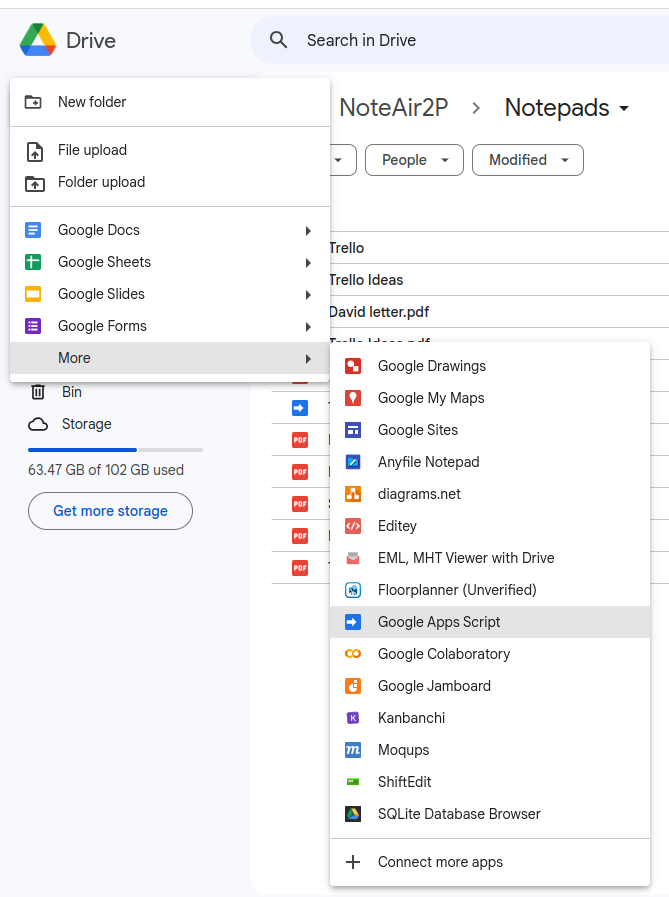 Drive
Search in Drive
New folder
File upload
Folder upload
Google Docs
Google Sheets
Google Slides
Google Forms
More
Bin
Storage
63.47 GB of 102 GB used
Get more storage
NoteAir2P > Notepads
People
Modified
Trello
Trello Ideas
David letter.pdf
Trello Ideas.pdf
PDF
PDF
PDF
PDF
PDF
Google Drawings
Google My Maps
Google Sites
Anyfile Notepad
diagrams.net
Editey
EML, MHT Viewer with Drive
Floorplanner (Unverified)
Google Apps Script
Google Colaboratory
Google Jamboard
K Kanbanchi
m Moqups
ShiftEdit
SQLite Database Browser
Connect more apps